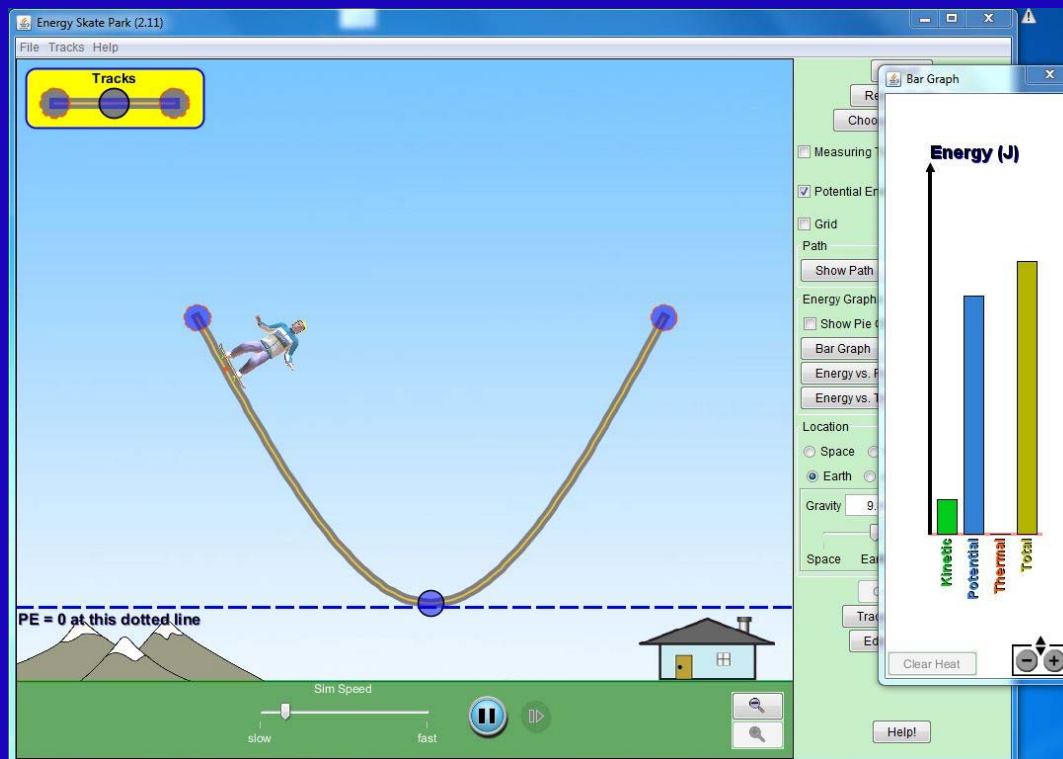 Energy Skate Park (2.11)
File Tracks Help
Tracks
PE = 0 at this dotted line
Sim Speed
slow
fast
Re
Choo
Measuring
Potential En
Grid
Path
Show Path
Energy Graph
Show Pie
Bar Graph
Energy vs.
Energy vs.
Location
Space
Earth
Gravity 9.
Space Ear
Trac
Ed
Help!
Bar Graph
Energy (J)
Kinetic
Potential
Thermal
Total
Clear Heat